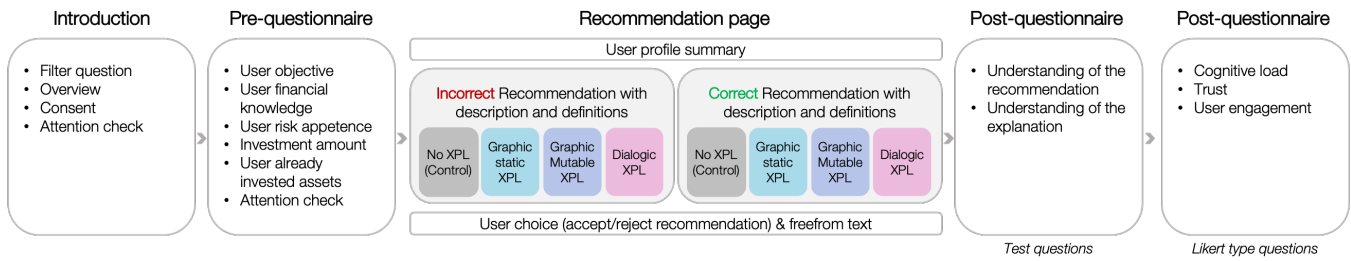 Introduction
• Filter question
• Overview
• Consent
• Attention check
Pre-questionnaire
• User objective
• User financial
knowledge
• User risk appetence
• Investment amount
• User already
invested assets
• Attention check
Recommendation page
User profile summary
Incorrect Recommendation with
description and definitions
No XPL
(Control)
Graphic
static
XPL
Graphic
Mutable
XPL
Dialogic
XPL
Correct Recommendation with
description and definitions
No XPL
(Control)
Graphic
static
XPL
Graphic
Mutable
XPL
Dialogic
XPL
User choice (accept/reject recommendation) & freefrom text
Post-questionnaire
• Understanding of the
recommendation
• Understanding of the
explanation
Test questions
Post-questionnaire
• Cognitive load
• Trust
• User engagement
Likert type questions